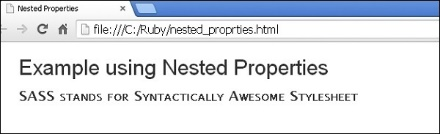 Nested Properties
file:///C:/Ruby/nested_proprties.html
Example using Nested Properties
SASS stands for Syntactically Awesome Stylesheet